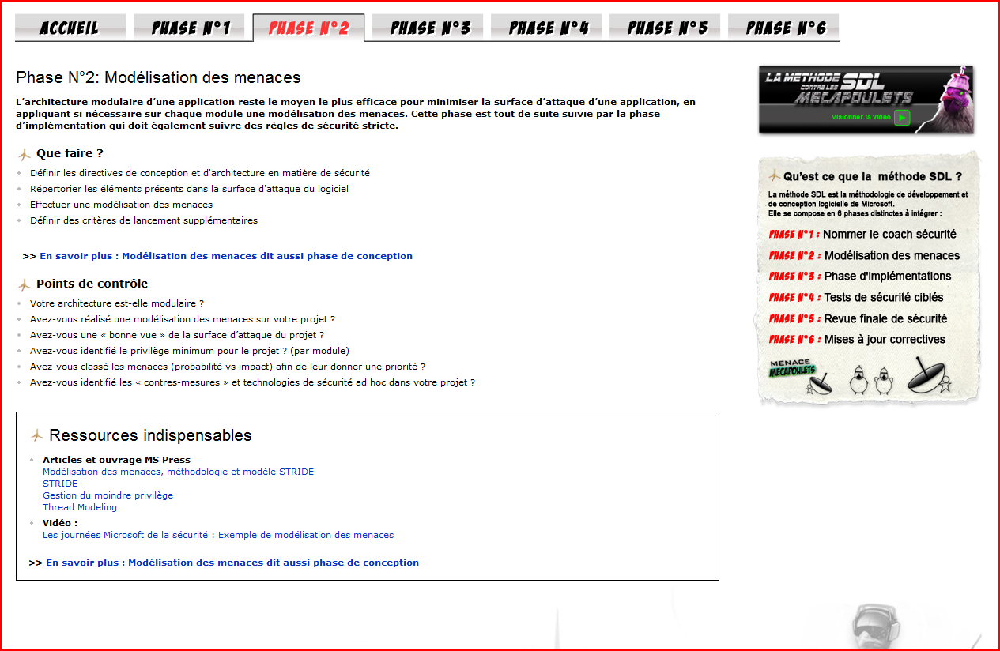 ACCUEIL
PHASE N°1
PHASE N°2
PHASE N°3
PHASE N°4
PHASE N°5
PHASE N°6
Phase N°2: Modélisation des menaces
L’architecture modulaire d’une application reste le moyen le plus efficace pour minimiser la surface d’attaque d’une application, en
appliquant si nécessaire sur chaque module une modélisation des menaces. Cette phase est tout de suite suivie par la phase
d’implémentation qui doit également suivre des règles de sécurité stricte.
Que faire ?
Définir les directives de conception et d'architecture en matière de sécurité
Répertorier les éléments présents dans la surface d'attaque du logiciel
Effectuer une modélisation des menaces
Définir des critères de lancement supplémentaires
>> En savoir plus : Modélisation des menaces dit aussi phase de conception
Points de contrôle
Votre architecture est-elle modulaire ?
Avez-vous réalisé une modélisation des menaces sur votre projet ?
Avez-vous une « bonne vue » de la surface d’attaque du projet ?
Avez-vous identifié le privilège minimum pour le projet ? (par module)
Avez-vous classé les menaces (probabilité vs impact) afin de leur donner une priorité ?
Avez-vous identifié les « contres-mesures » et technologies de sécurité ad hoc dans votre projet ?
Ressources indispensables
Articles et ouvrage MS Press
Modélisation des menaces, méthodologie et modèle STRIDE
STRIDE
Gestion du moindre privilège
Thread Modeling
Vidéo :
Les journées Microsoft de la sécurité : Exemple de modélisation des menaces
>> En savoir plus : Modélisation des menaces dit aussi phase de conception
LA METHODE SDL
CONTRE LES
MECAPOULETS
Visionner la vidéo
Qu’est ce que la méthode SDL ?
La méthode SDL est la méthodologie de développement et
de conception logicielle de Microsoft.
Elle se compose en 6 phases distinctes à intégrer :
PHASE N°1 : Nommer le coach sécurité
PHASE N°2 : Modélisation des menaces
PHASE N°3 : Phase d'implémentations
PHASE N°4 : Tests de sécurité ciblés
PHASE N°5 : Revue finale de sécurité
PHASE N°6 : Mises à jour correctives
MENACE
MECAPOULETS